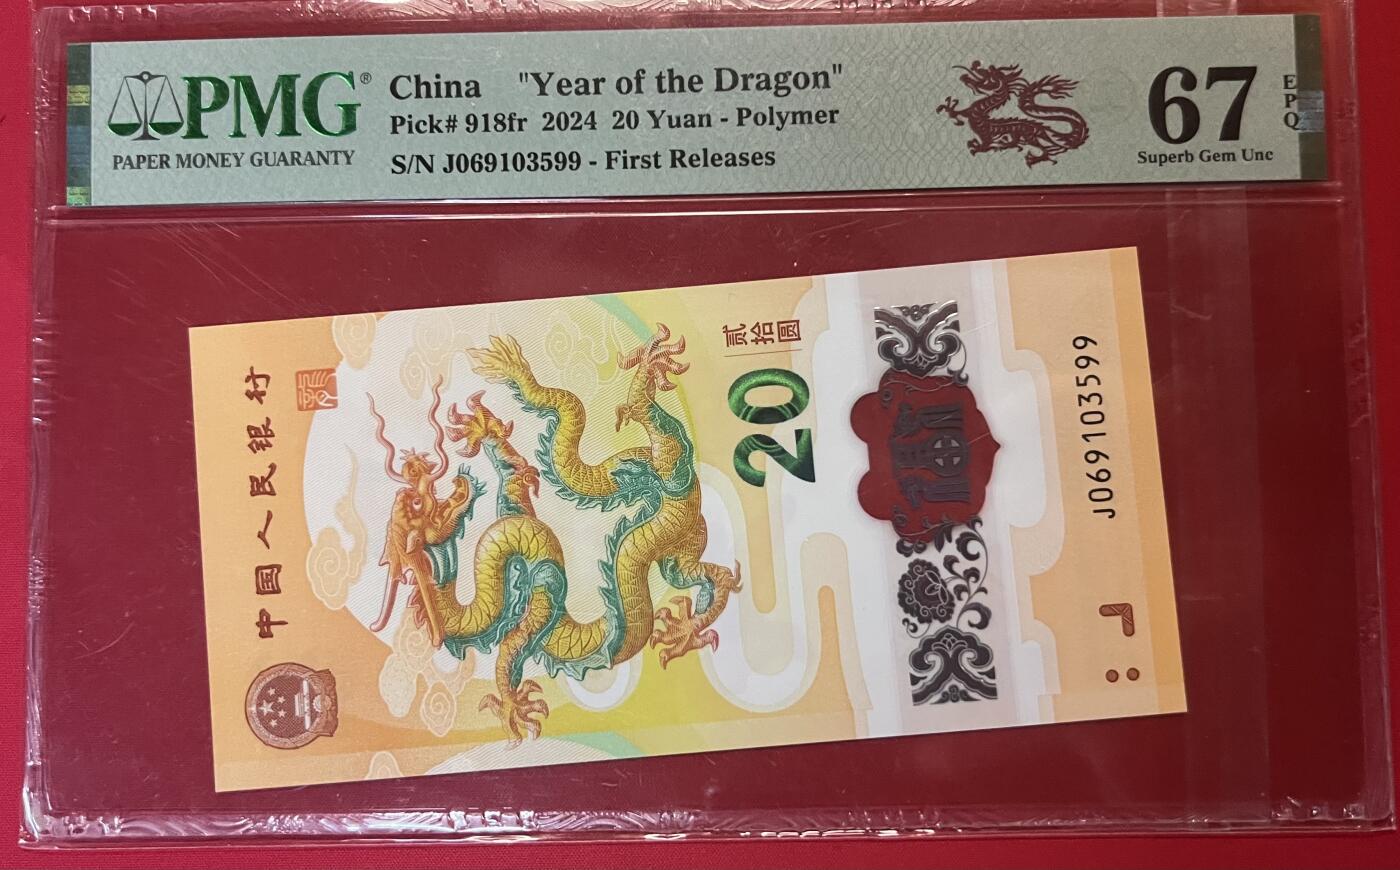 PMG®
PAPER MONEY GUARANTY
China "Year of the Dragon"
Pick# 918fr 2024 20 Yuan - Polymer
S/N J069103599 - First Releases
67
EPQ
Superb Gem Unc
中国人民银行
贰拾圆
20
J069103599